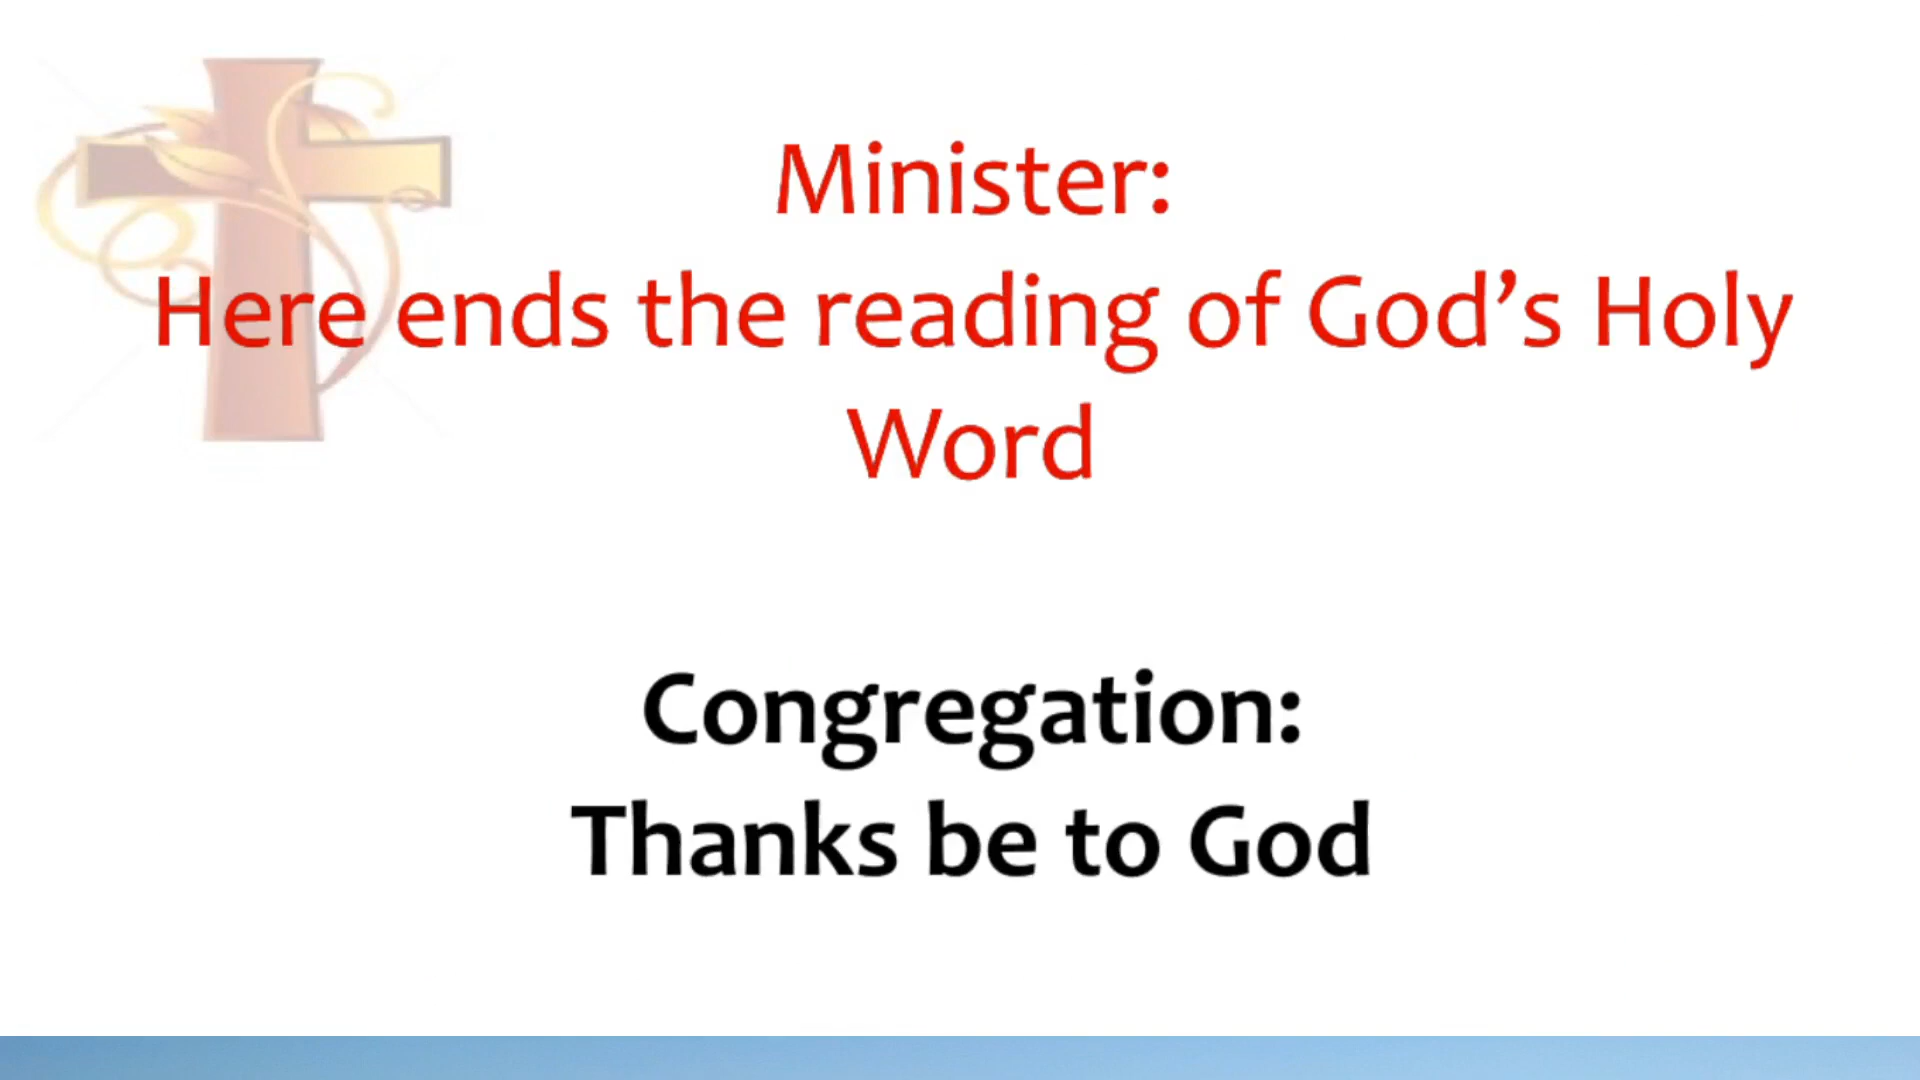 Minister:
Here ends the reading of God’s Holy
Word
Congregation:
Thanks be to God